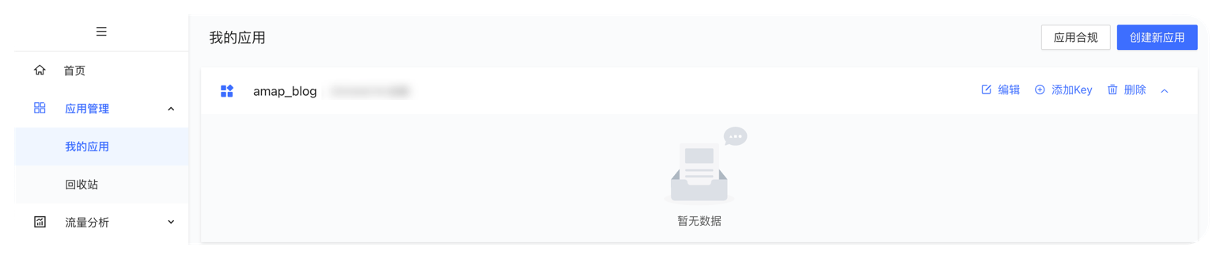 我的应用
应用合规
创建新应用
首页
应用管理
我的应用
回收站
流量分析
amap_blog
编辑
添加Key
删除
暂无数据